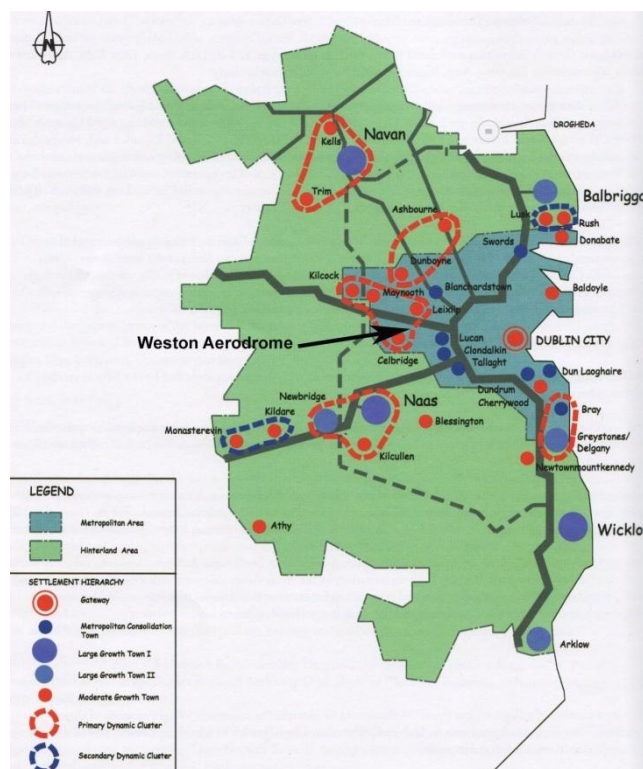 N
DROGHEDA
Kells
Navan
Trim
Balbrigga
Lusk
Rush
Ashbourne
Swords
Donabate
Dunboyne
Kilcock
Maynooth
Blanchardstown
Baldoyle
Leixlip
Weston Aerodrome
Lucan
DUBLIN CITY
Celbridge
Clondalkin
Tallaght
Dun Laoghaire
Newbridge
Naas
Dundrum
Cherrywood
Kildare
Bray
Monasterevin
Blessington
Greystones/
Delgany
Kilcullen
Newtownmountkennedy
LEGEND
Metropolitan Area
Athy
Wicklo
Hinterland Area
SETTLEMENT HIERARCHY
Gateway
Metropolitan Consolidation
Town
Large Growth Town I
Arklow
Large Growth Town II
Moderate Growth Town
Primary Dynamic Cluster
Secondary Dynamic Cluster